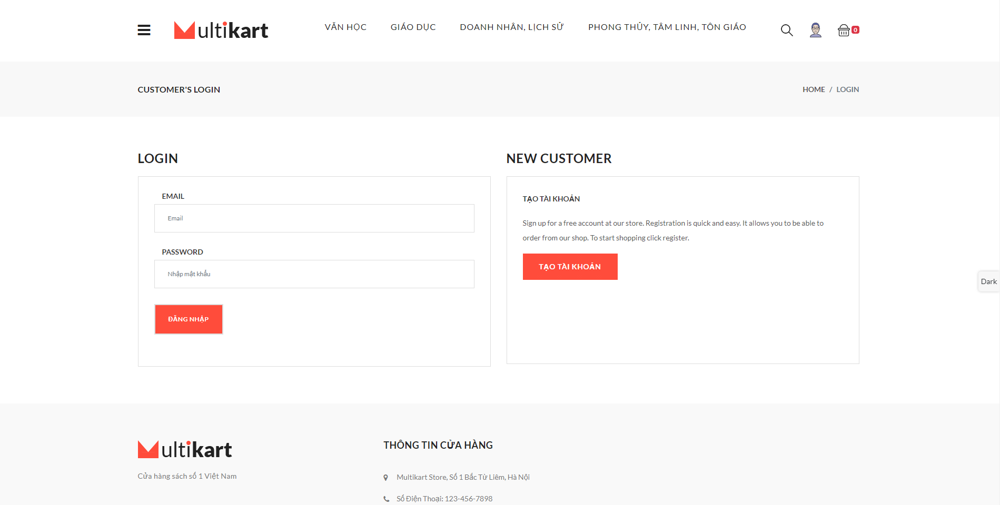 Multikart
VĂN HỌC
GIÁO DỤC
DOANH NHÂN, LỊCH SỬ
PHONG THỦY, TÂM LINH, TÔN GIÁO
0
CUSTOMER'S LOGIN
HOME / LOGIN
LOGIN
EMAIL
Email
PASSWORD
Nhập mật khẩu
ĐĂNG NHẬP
NEW CUSTOMER
TẠO TÀI KHOẢN
Sign up for a free account at our store. Registration is quick and easy. It allows you to be able to
order from our shop. To start shopping click register.
TẠO TÀI KHOẢN
Dark
Multikart
Cửa hàng sách số 1 Việt Nam
THÔNG TIN CỬA HÀNG
Multikart Store, Số 1 Bắc Từ Liêm, Hà Nội
Số Điện Thoại: 123-456-7898